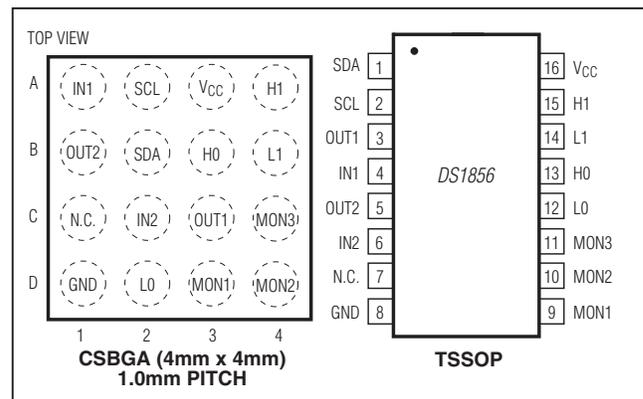 TOP VIEW
A IN1 SCL VCC H1
B OUT2 SDA H0 L1
C N.C. IN2 OUT1 MON3
D GND L0 MON1 MON2
1 2 3 4
CSBGA (4mm x 4mm)
1.0mm PITCH
SDA 1 16 VCC
SCL 2 15 H1
OUT1 3 14 L1
IN1 4 DS1856 13 H0
OUT2 5 12 L0
IN2 6 11 MON3
N.C. 7 10 MON2
GND 8 9 MON1
TSSOP